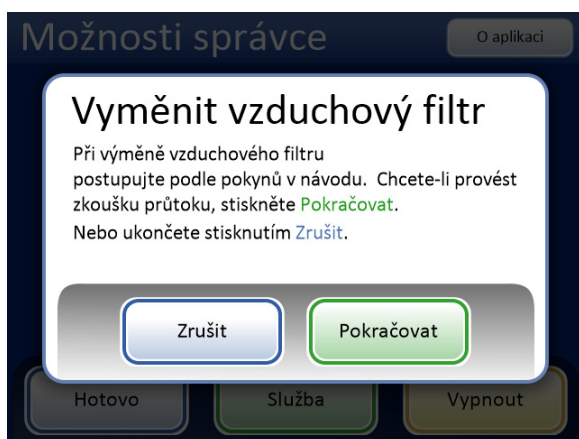 Možnosti správce
O aplikaci
Vyměnit vzduchový filtr
Při výměně vzduchového filtru
postupujte podle pokynů v návodu. Chcete-li provést
zkoušku průtoku, stiskněte Pokračovat.
Nebo ukončete stisknutím Zrušit.
Zrušit
Pokračovat
Hotovo
Služba
Vypnout